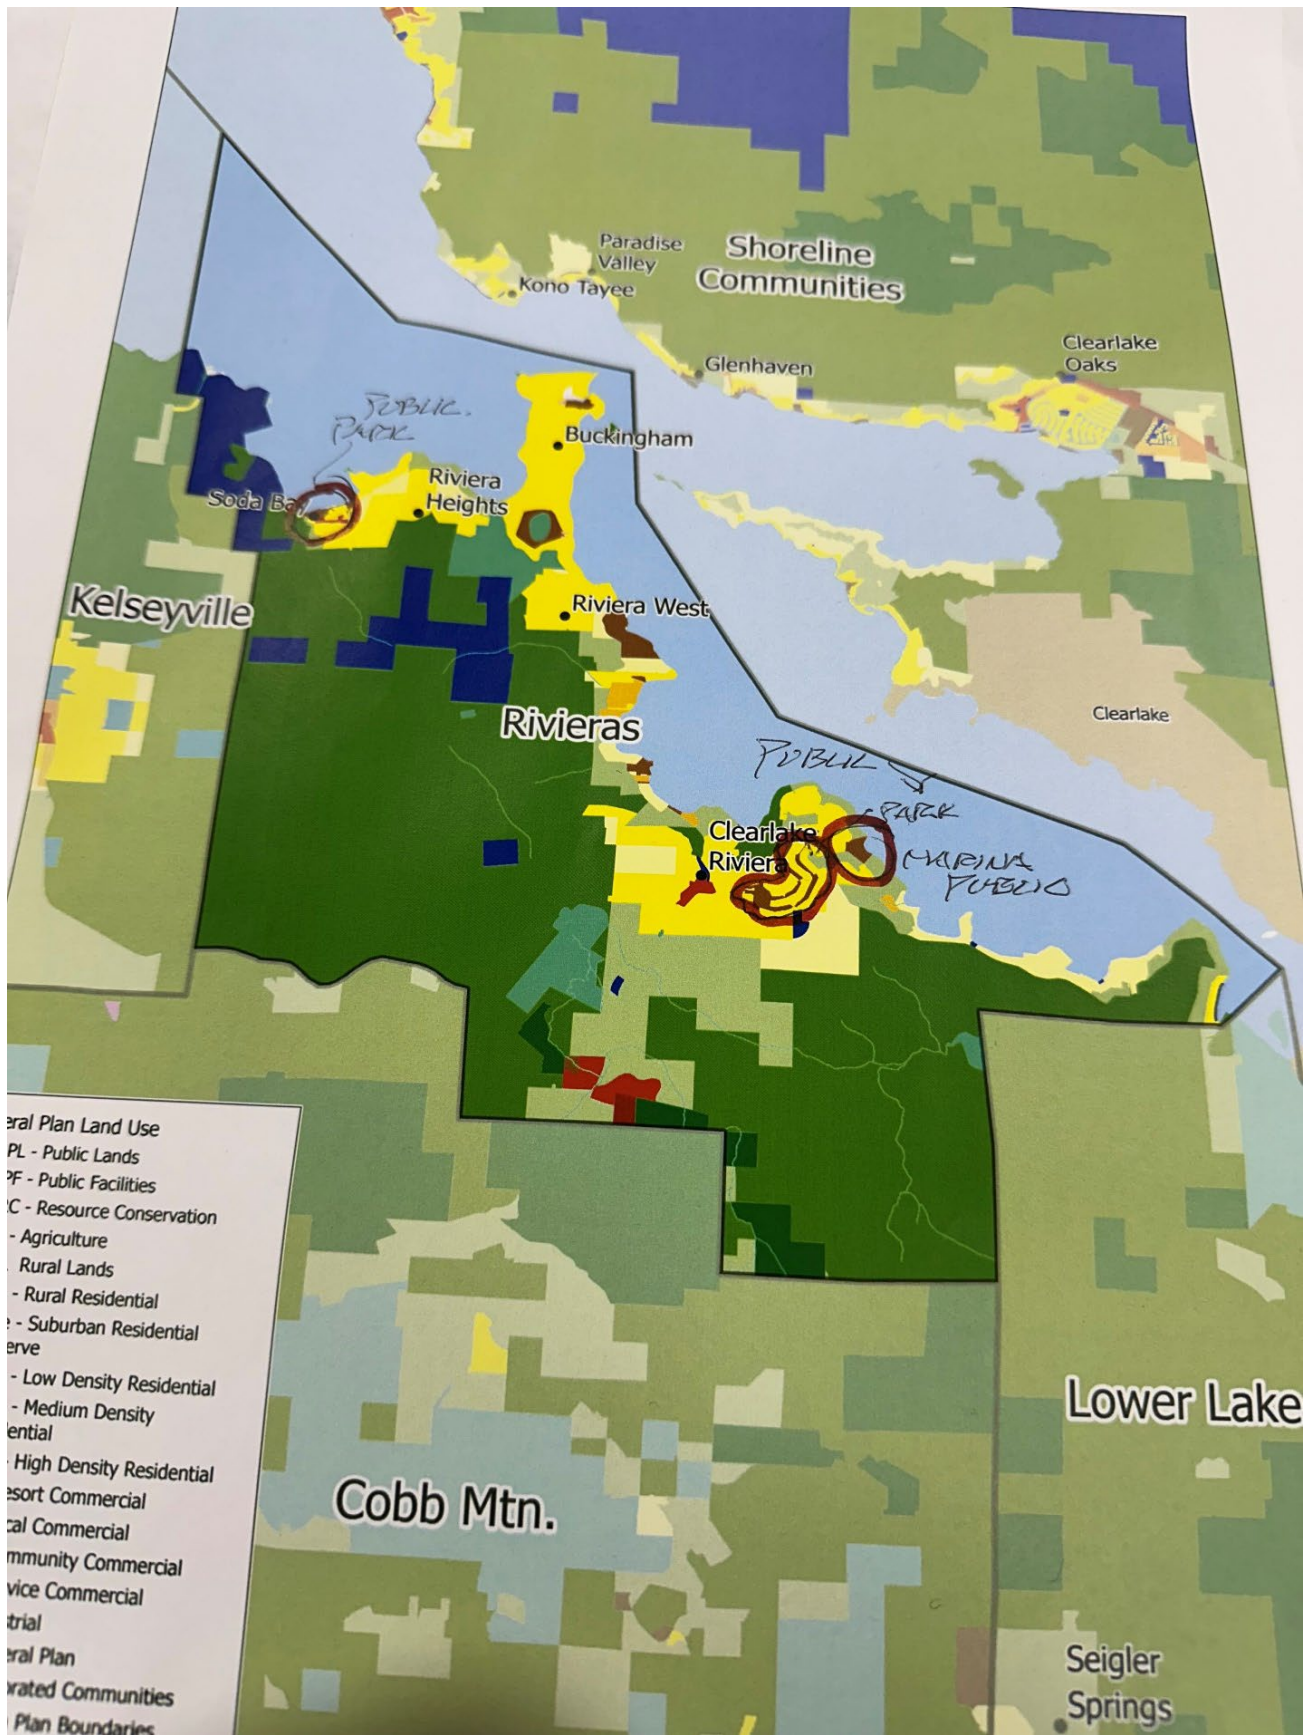 Paradise
Valley
Kono Tayee
Shoreline
Communities
Glenhaven
Clearlake
Oaks
PUBLIC.
PARK
Buckingham
Riviera
Heights
Soda Bay
Kelseyville
Riviera West
Rivieras
Clearlake
PUBLIC
PARK
Clearlake
Riviera
MARINA
PUBLIC
eral Plan Land Use
PL - Public Lands
PF - Public Facilities
C - Resource Conservation
- Agriculture
Rural Lands
- Rural Residential
- Suburban Residential
erve
- Low Density Residential
- Medium Density
ential
- High Density Residential
esort Commercial
cal Commercial
mmunity Commercial
vice Commercial
strial
eral Plan
orated Communities
Plan Boundaries
Cobb Mtn.
Lower Lake
Seigler
Springs